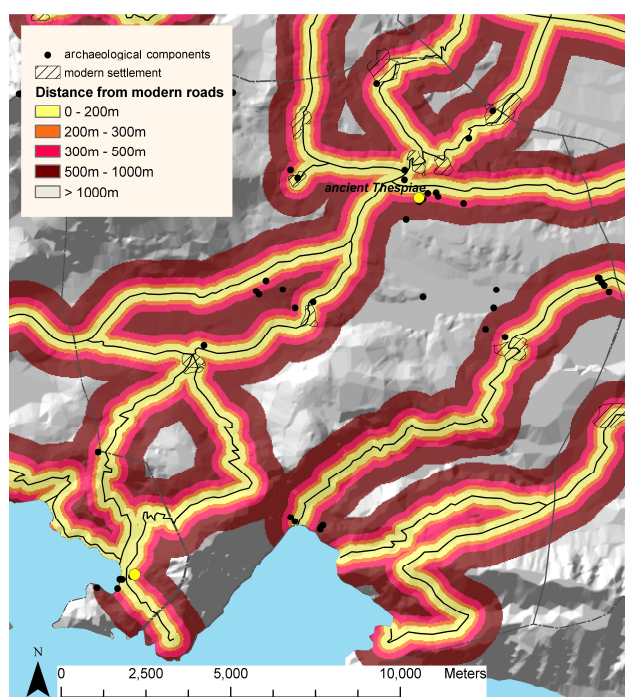 archaeological components
modern settlement
Distance from modern roads
0 - 200m
200m - 300m
300m - 500m
500m - 1000m
> 1000m
ancient Thespiae
N
0 2,500 5,000 10,000 Meters